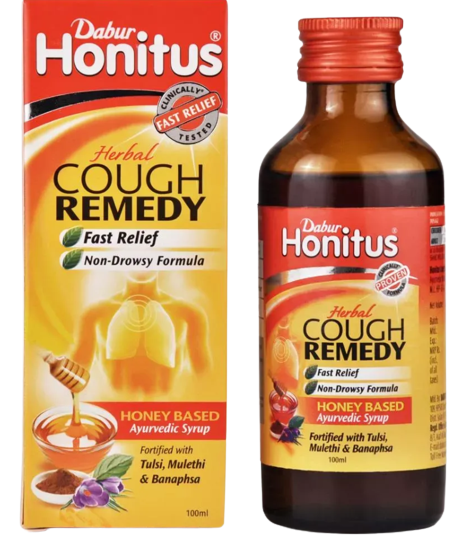 Dabur
Honitus®
CLINICALLY*
FAST RELIEF
TESTED
Herbal
COUGH
REMEDY
Fast Relief
Non-Drowsy Formula
HONEY BASED
Ayurvedic Syrup
Fortified with
Tulsi, Mulethi
& Banaphsa
100ml
Dabur
Honitus®
CLINICALLY
PROVEN
Herbal
COUGH
REMEDY
Fast Relief
Non-Drowsy Formula
HONEY BASED
Ayurvedic Syrup
Fortified with Tulsi,
Mulethi & Banaphsa
100ml